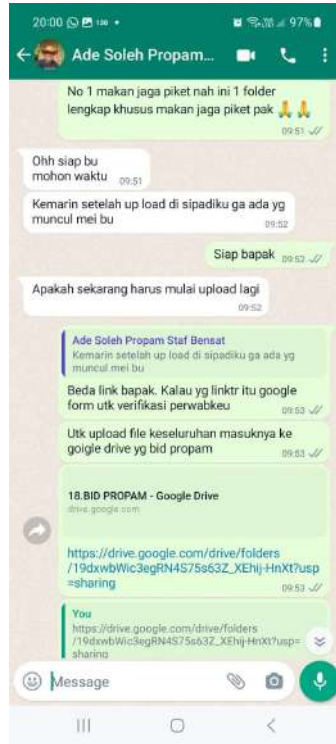 20:00
97%
Ade Soleh Propam...
No 1 makan jaga piket nah ini 1 folder
lengkap khusus makan jaga piket pak 🙏 🙏
09:51
Ohh siap bu
mohon waktu 09:51
Kemarin setelah up load di sipadiku ga ada yg
muncul mei bu
09:52
Siap bapak 09:52
Apakah sekarang harus mulai upload lagi
09:52
Ade Soleh Propam Staf Bensat
Kemarin setelah up load di sipadiku ga ada yg
muncul mei bu
Beda link bapak. Kalau yg linktr itu google
form utk verifikasi perwabkeu 09:53
Utk upload file keseluruhan masuknya ke
goigle drive yg bid propam 09:53
18.BID PROPAM - Google Drive
drive.google.com
https://drive.google.com/drive/folders
/19dxwbWic3egRN4S75s63Z_XEhij-HnXt?usp
=sharing
09:53
You
https://drive.google.com/drive/folders
/19dxwbWic3egRN4S75s63Z_XEhij-HnXt?usp=
sharing
Message